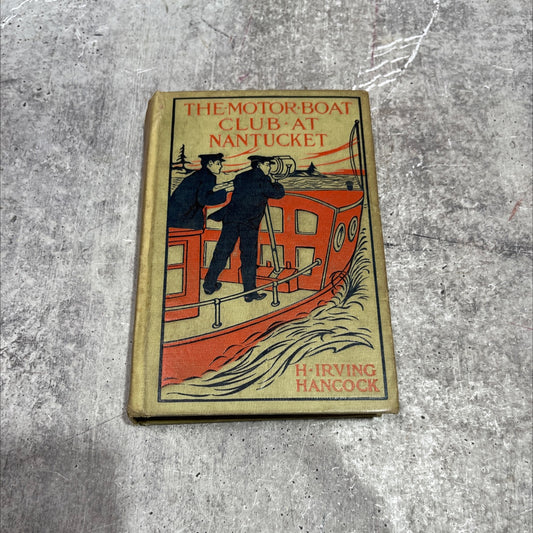 THE·MOTOR·BOAT
CLUB·AT
NANTUCKET
H·IRVING
HANCOCK